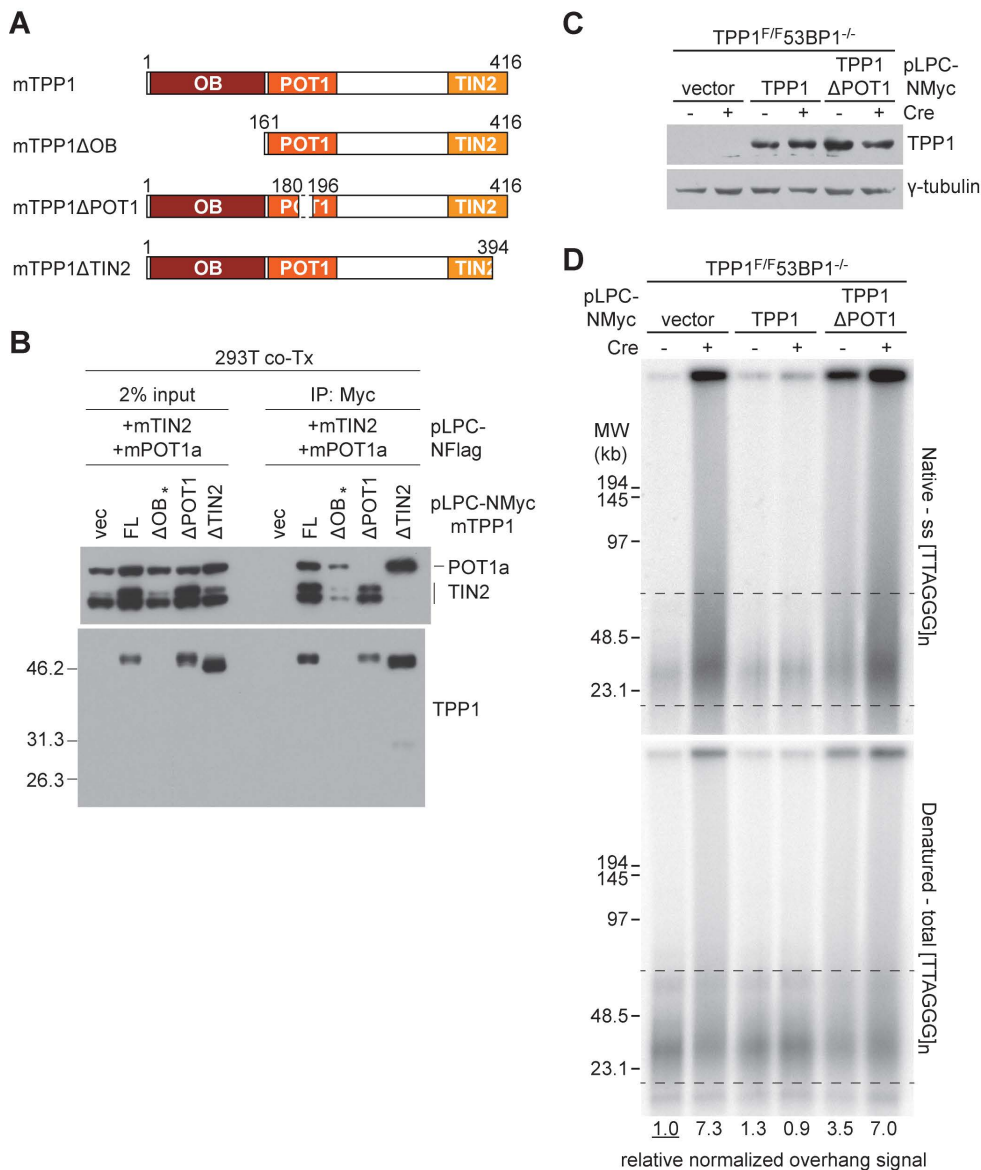 A
mTPP1
1
416
OB
POT1
TIN2
mTPP1ΔOB
161
416
POT1
TIN2
mTPP1ΔPOT1
1
180
196
416
OB
POT1
TIN2
mTPP1ΔTIN2
1
394
OB
POT1
TIN2
B
293T co-Tx
2% input
IP: Myc
+mTIN2
+mPOT1a
+mTIN2
+mPOT1a
pLPC-
NFlag
vec
FL
ΔOB *
ΔPOT1
ΔTIN2
vec
FL
ΔOB *
ΔPOT1
ΔTIN2
pLPC-NMyc
mTPP1
POT1a
TIN2
46.2
31.3
26.3
TPP1
C
TPP1F/F53BP1-/-
vector
TPP1
TPP1
ΔPOT1
pLPC-
NMyc
- + - + - + Cre
TPP1
γ-tubulin
D
TPP1F/F53BP1-/-
pLPC-
NMyc
vector
TPP1
TPP1
ΔPOT1
Cre - + - + - +
MW
(kb)
194
145
97
48.5
23.1
Native - ss [TTAGGG]n
194
145
97
48.5
23.1
Denatured - total [TTAGGG]n
1.0 7.3 1.3 0.9 3.5 7.0
relative normalized overhang signal